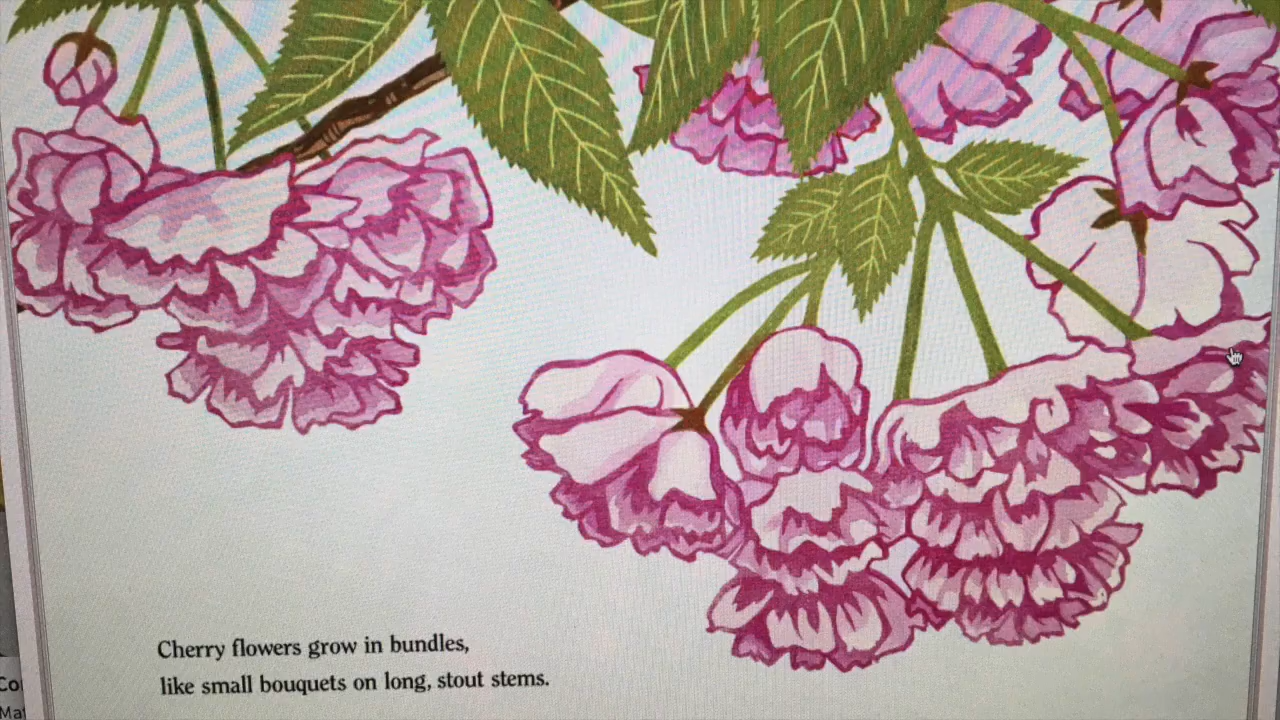 Cherry flowers grow in bundles,
like small bouquets on long, stout stems.